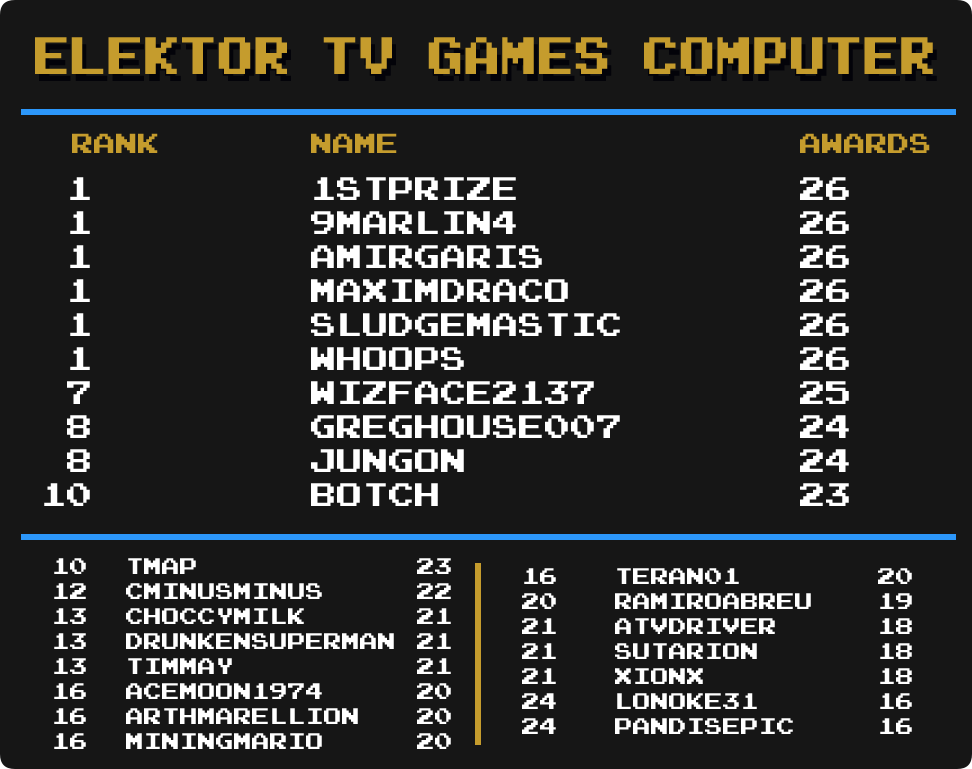 ELEKTOR TV GAMES COMPUTER
RANK NAME AWARDS
1 1STPRIZE 26
1 9MARLIN4 26
1 AMIRGARIS 26
1 MAXIMDRACO 26
1 SLUDGEMASTIC 26
1 WHOOPS 26
7 WIZFACE2137 25
8 GREGHOUSE007 24
8 JUNGON 24
10 BOTCH 23
10 TMAP 23
12 CMINUSMINUS 22
13 CHOCCYMILK 21
13 DRUNKENSUPERMAN 21
13 TIMMAY 21
16 ACEMOON1974 20
16 ARTHMARELLION 20
16 MININGMARIO 20
16 TERAN01 20
20 RAMIROABREU 19
21 ATVDRIVER 18
21 SUTARION 18
21 XIONX 18
24 LONOKE31 16
24 PANDISEPIC 16